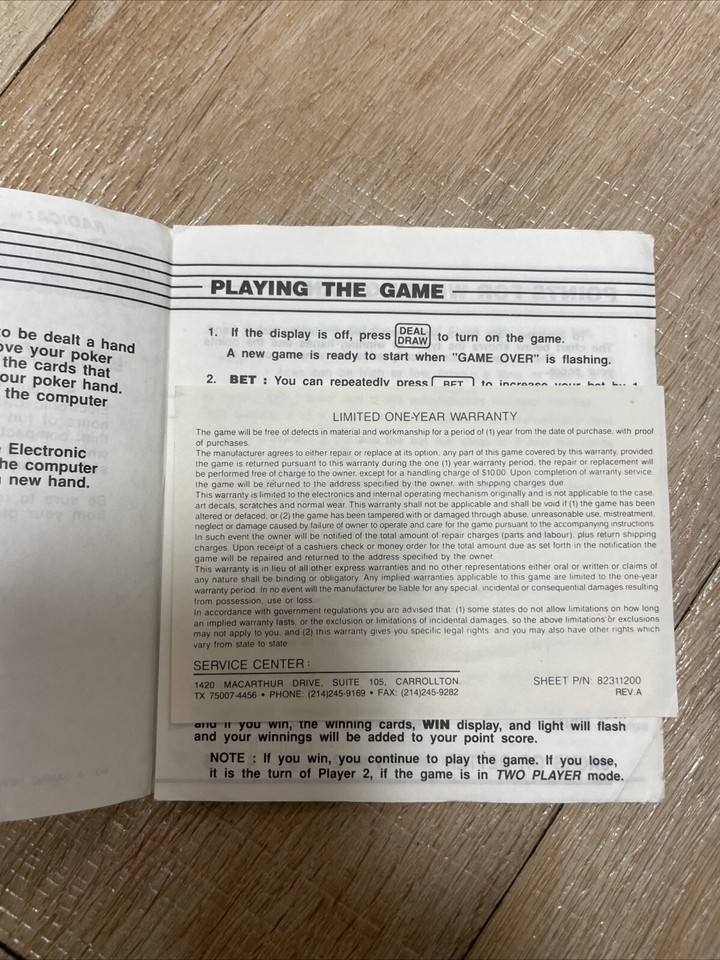 RADICA:
o be dealt a hand
ove your poker
the cards that
our poker hand.
the computer
Electronic
he computer
new hand.
PLAYING THE GAME
1. If the display is off, press DEAL DRAW to turn on the game.
A new game is ready to start when "GAME OVER" is flashing.
2. BET : You can repeatedly press BET to increase your bet by 1
LIMITED ONE-YEAR WARRANTY
The game will be free of defects in material and workmanship for a period of (1) year from the date of purchase, with proof
of purchases.
The manufacturer agrees to either repair or replace at its option, any part of this game covered by this warranty, provided
the game is returned pursuant to this warranty during the one (1) year warranty period, the repair or replacement will
be performed free of charge to the owner, except for a handling charge of $10.00. Upon completion of warranty service,
the game will be returned to the address specified by the owner, with shipping charges due.
This warranty is limited to the electronics and internal operating mechanism originally and is not applicable to the case,
art decals, scratches and normal wear. This warranty shall not be applicable and shall be void if (1) the game has been
altered or defaced, or (2) the game has been tampered with or damaged through abuse, unreasonable use, mistreatment,
neglect or damage caused by failure of owner to operate and care for the game pursuant to the accompanying instructions.
In such event the owner will be notified of the total amount of repair charges (parts and labour), plus return shipping
charges. Upon receipt of a cashiers check or money order for the total amount due as set forth in the notification the
game will be repaired and returned to the address specified by the owner.
This warranty is in lieu of all other express warranties and no other representations either oral or written or claims of
any nature shall be binding or obligatory. Any implied warranties applicable to this game are limited to the one-year
warranty period. In no event will the manufacturer be liable for any special, incidental or consequential damages resulting
from possession, use or loss.
In accordance with government regulations you are advised that: (1) some states do not allow limitations on how long
an implied warranty lasts, or the exclusion or limitations of incidental damages, so the above limitations or exclusions
may not apply to you, and (2) this warranty gives you specific legal rights, and you may also have other rights which
vary from state to state.
SERVICE CENTER:
1420 MACARTHUR DRIVE, SUITE 105, CARROLLTON.
TX 75007-4456 • PHONE: (214)245-9169 • FAX: (214)245-9282
SHEET P/N: 82311200
REV.A
and if you win, the winning cards, WIN display, and light will flash
and your winnings will be added to your point score.
NOTE : If you win, you continue to play the game. If you lose,
it is the turn of Player 2, if the game is in TWO PLAYER mode.